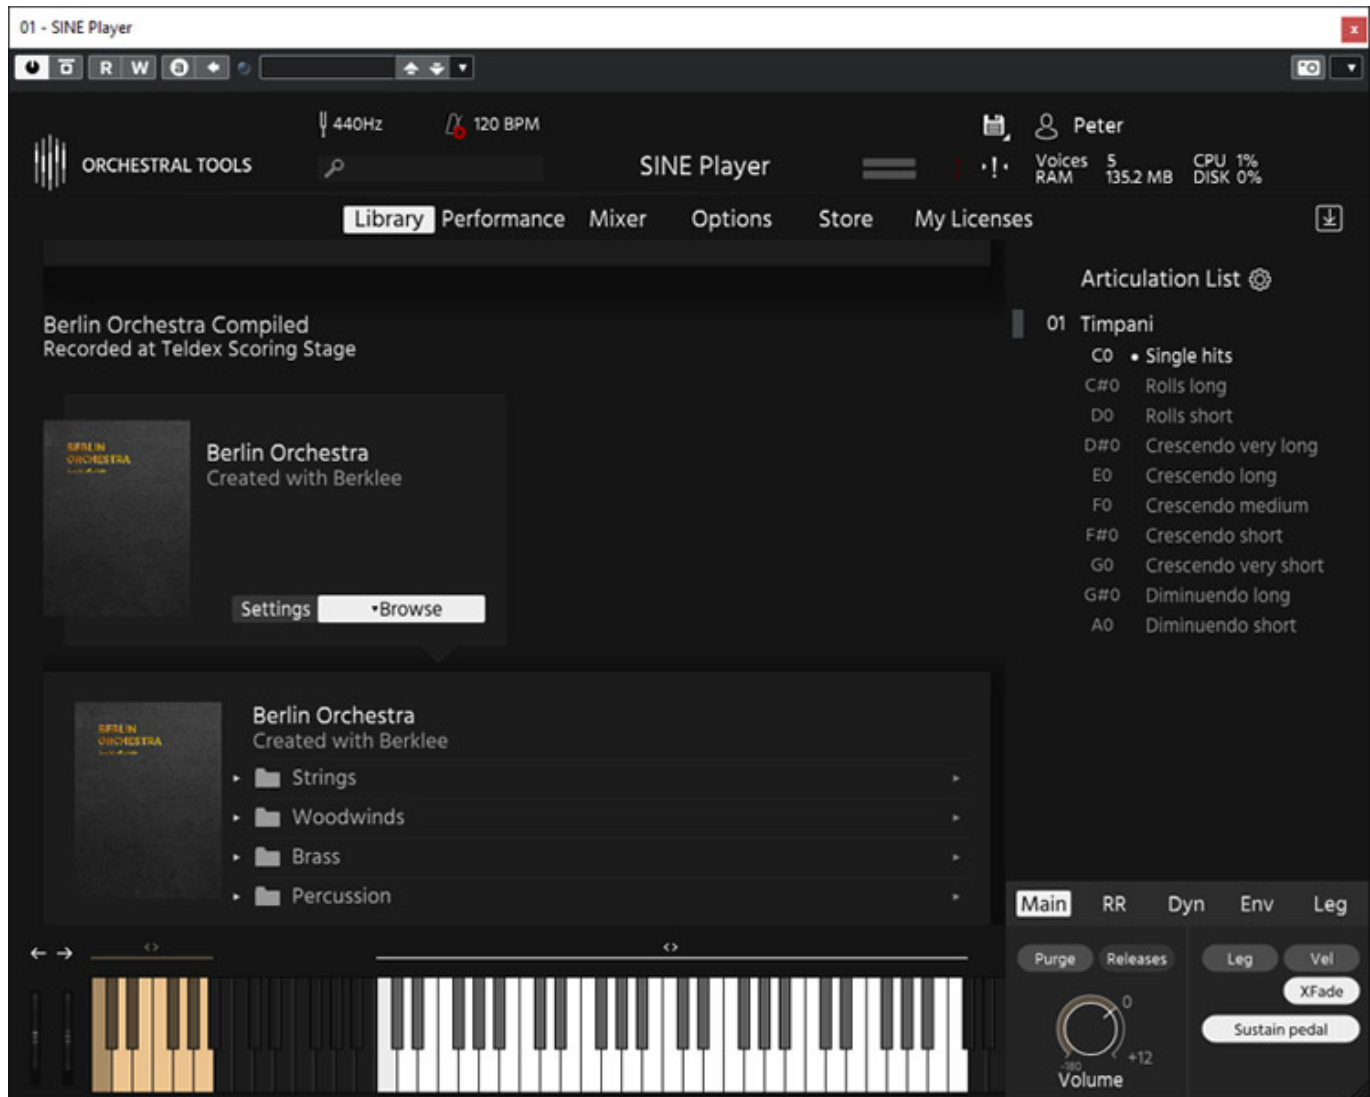 01 - SINE Player
x
R W a
440Hz 120 BPM Peter
ORCHESTRAL TOOLS SINE Player Voices 5 CPU 1%
RAM 135.2 MB DISK 0%
Library Performance Mixer Options Store My Licenses
Berlin Orchestra Compiled
Recorded at Teldex Scoring Stage
BERLIN
ORCHESTRA
Berlin Orchestra
Created with Berklee
Settings Browse
BERLIN
ORCHESTRA
Berlin Orchestra
Created with Berklee
Strings
Woodwinds
Brass
Percussion
Articulation List
01 Timpani
C0 • Single hits
C#0 Rolls long
D0 Rolls short
D#0 Crescendo very long
E0 Crescendo long
F0 Crescendo medium
F#0 Crescendo short
G0 Crescendo very short
G#0 Diminuendo long
A0 Diminuendo short
Main RR Dyn Env Leg
Purge Releases Leg Vel
XFade
Sustain pedal
0
-180 +12
Volume